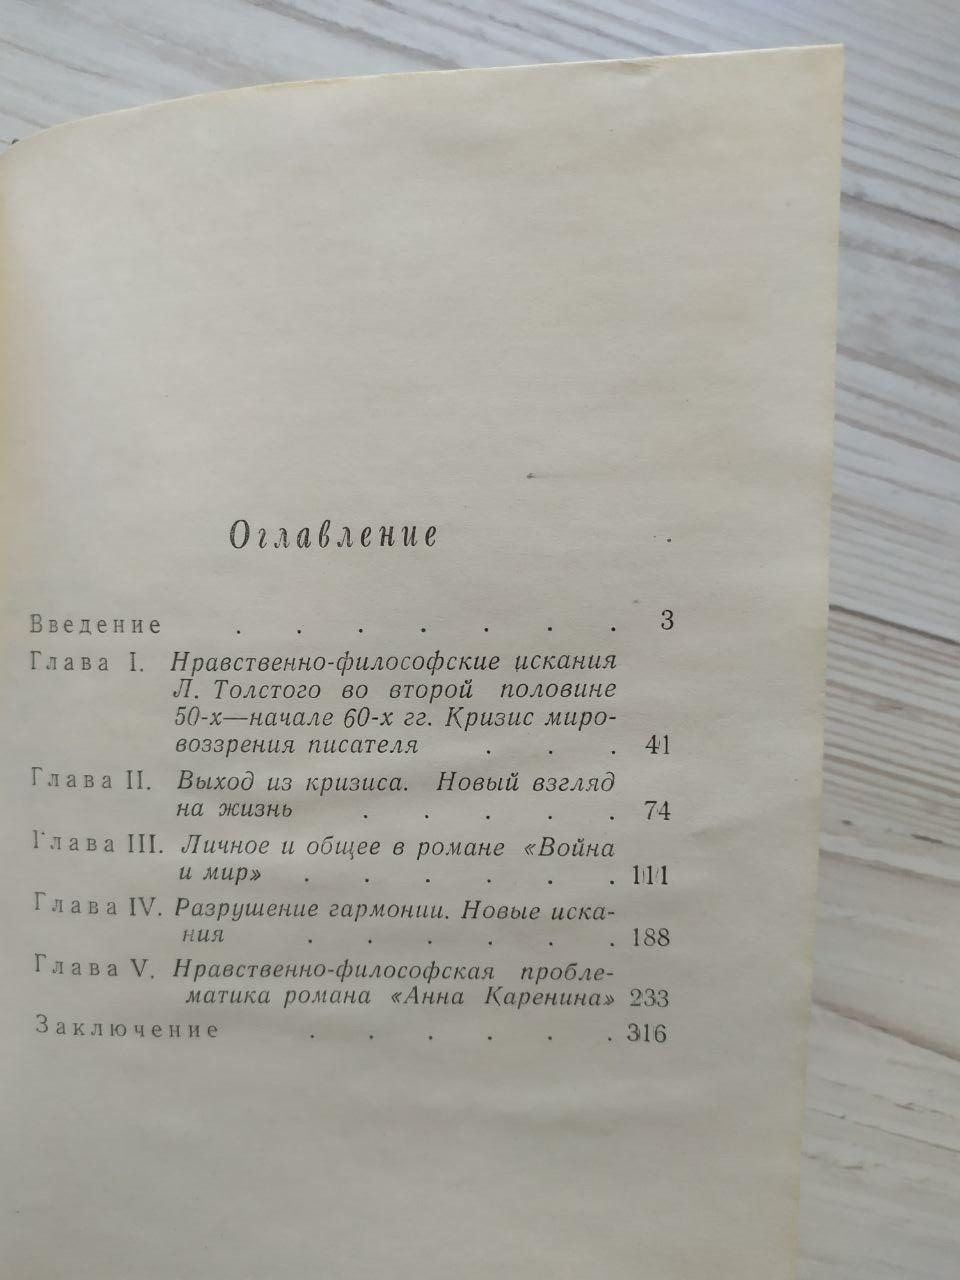 Оглавление
Введение . . . . . . . 3
Глава I. Нравственно-философские искания
Л. Толстого во второй половине
50-х—начале 60-х гг. Кризис миро-
воззрения писателя . . . 41
Глава II. Выход из кризиса. Новый взгляд
на жизнь . . . . . 74
Глава III. Личное и общее в романе «Война
и мир» . . . . . . 111
Глава IV. Разрушение гармонии. Новые иска-
ния . . . . . . 188
Глава V. Нравственно-философская пробле-
матика романа «Анна Каренина» 233
Заключение . . . . . . 316